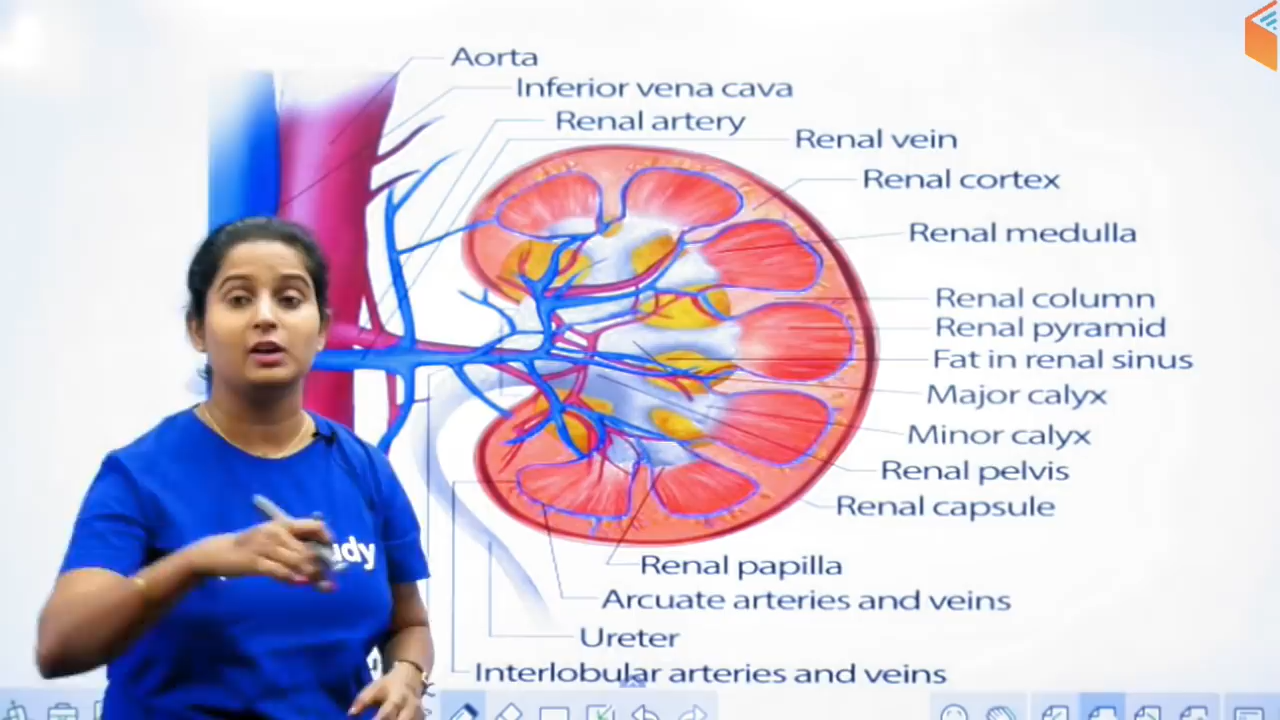 Aorta
Inferior vena cava
Renal artery
Renal vein
Renal cortex
Renal medulla
Renal column
Renal pyramid
Fat in renal sinus
Major calyx
Minor calyx
Renal pelvis
Renal capsule
Renal papilla
Arcuate arteries and veins
Ureter
Interlobular arteries and veins